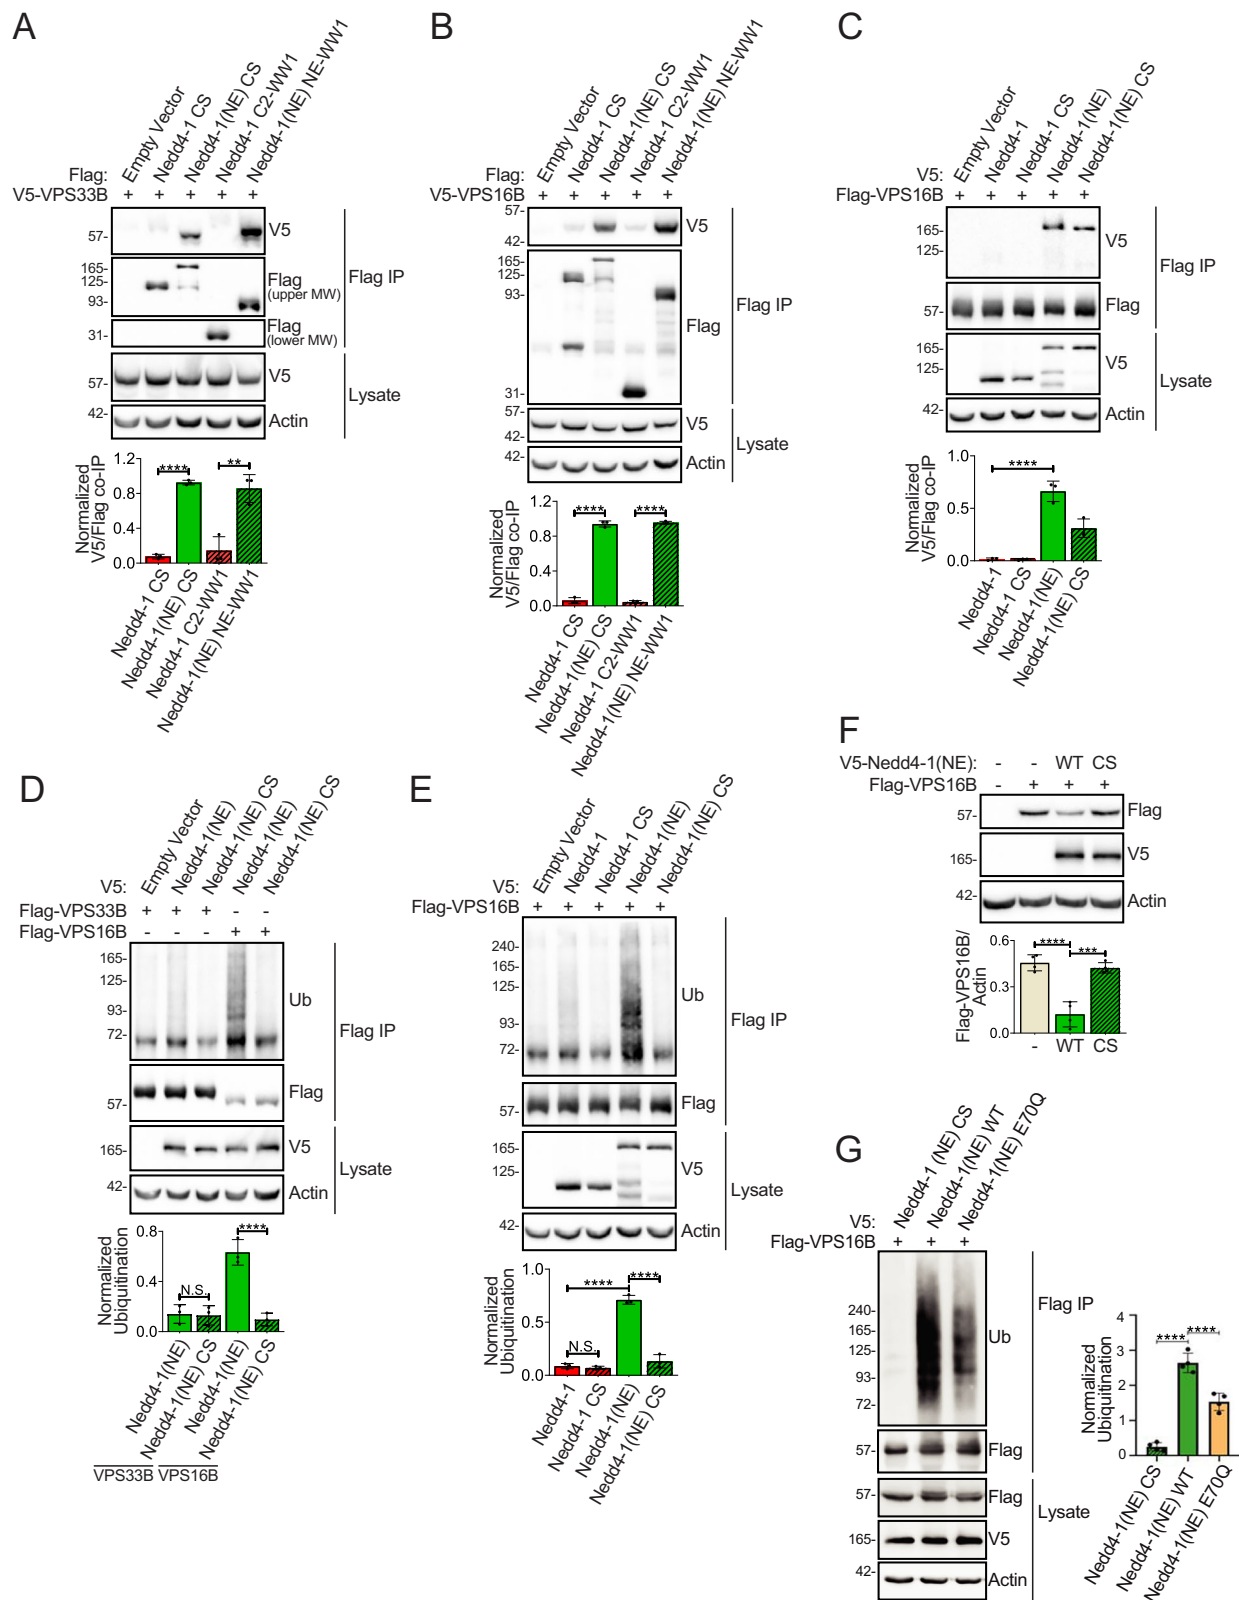 A
Flag:
Empty Vector
Nedd4-1 CS
Nedd4-1(NE) CS
Nedd4-1 C2-WW1
Nedd4-1(NE) NE-WW1
V5-VPS33B + + + + +
57-
V5
165-
125-
93-
Flag
(upper MW)
31-
Flag
(lower MW)
Flag IP
57-
V5
42-
Actin
Lysate
Normalized
V5/Flag co-IP
1.2
0.8
0.4
0.0
**** **
Nedd4-1 CS
Nedd4-1(NE) CS
Nedd4-1 C2-WW1
Nedd4-1(NE) NE-WW1
B
Flag:
Empty Vector
Nedd4-1 CS
Nedd4-1(NE) CS
Nedd4-1 C2-WW1
Nedd4-1(NE) NE-WW1
V5-VPS16B + + + + +
57-
42-
V5
165-
125-
93-
31-
Flag
Flag IP
57-
42-
V5
42-
Actin
Lysate
Normalized
V5/Flag co-IP
1.2
0.8
0.4
0.0
**** ****
Nedd4-1 CS
Nedd4-1(NE) CS
Nedd4-1 C2-WW1
Nedd4-1(NE) NE-WW1
C
V5:
Empty Vector
Nedd4-1
Nedd4-1 CS
Nedd4-1(NE)
Nedd4-1(NE) CS
Flag-VPS16B + + + + +
165-
125-
V5
57-
Flag
Flag IP
165-
125-
V5
42-
Actin
Lysate
Normalized
V5/Flag co-IP
1.0
0.5
0.0
****
Nedd4-1
Nedd4-1 CS
Nedd4-1(NE)
Nedd4-1(NE) CS
D
V5:
Empty Vector
Nedd4-1(NE)
Nedd4-1(NE) CS
Nedd4-1(NE)
Nedd4-1(NE) CS
Flag-VPS33B + + + - -
Flag-VPS16B - - - + +
165-
125-
93-
72-
Ub
57-
Flag
Flag IP
165-
V5
42-
Actin
Lysate
Normalized
Ubiquitination
0.8
0.4
0.0
N.S. ****
Nedd4-1(NE)
Nedd4-1(NE) CS
Nedd4-1(NE)
Nedd4-1(NE) CS
VPS33B VPS16B
E
V5:
Empty Vector
Nedd4-1
Nedd4-1 CS
Nedd4-1(NE)
Nedd4-1(NE) CS
Flag-VPS16B + + + + +
240-
165-
125-
93-
72-
Ub
57-
Flag
Flag IP
165-
125-
V5
42-
Actin
Lysate
Normalized
Ubiquitination
1.0
0.5
0.0
N.S. **** ****
Nedd4-1
Nedd4-1 CS
Nedd4-1(NE)
Nedd4-1(NE) CS
F
V5-Nedd4-1(NE): - - WT CS
Flag-VPS16B - + + +
57-
Flag
165-
V5
42-
Actin
Flag-VPS16B/
Actin
0.6
0.3
0.0
**** ***
- WT CS
G
V5:
Nedd4-1 (NE) CS
Nedd4-1(NE) WT
Nedd4-1(NE) E70Q
Flag-VPS16B + + +
240-
165-
125-
93-
72-
Ub
57-
Flag
Flag IP
57-
Flag
165-
V5
42-
Actin
Lysate
Normalized
Ubiquitination
4
3
2
1
0
**** ****
Nedd4-1(NE) CS
Nedd4-1(NE) WT
Nedd4-1(NE) E70Q